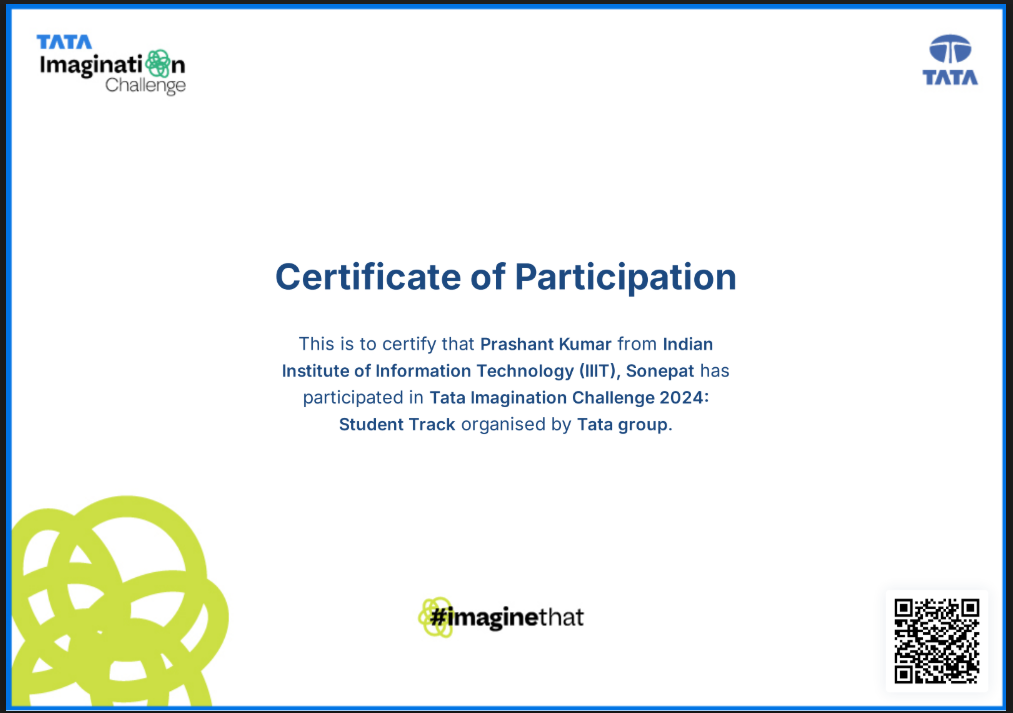 TATA
Imagination
Challenge
TATA
Certificate of Participation
This is to certify that Prashant Kumar from Indian
Institute of Information Technology (IIIT), Sonepat has
participated in Tata Imagination Challenge 2024:
Student Track organised by Tata group.
#imaginethat